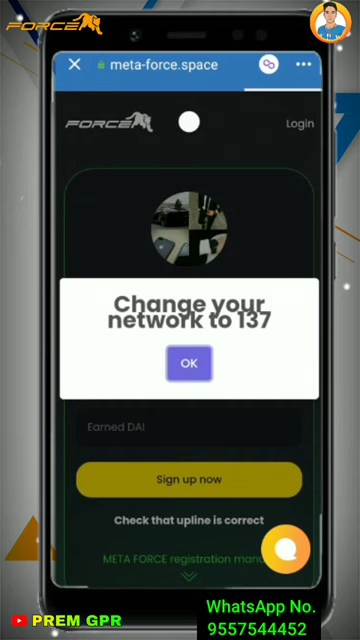 FORCE
meta-force.space
FORCE
Login
Change your
network to 137
OK
Earned DAI
Sign up now
Check that upline is correct
META FORCE registration manu
PREM GPR
WhatsApp No.
9557544452